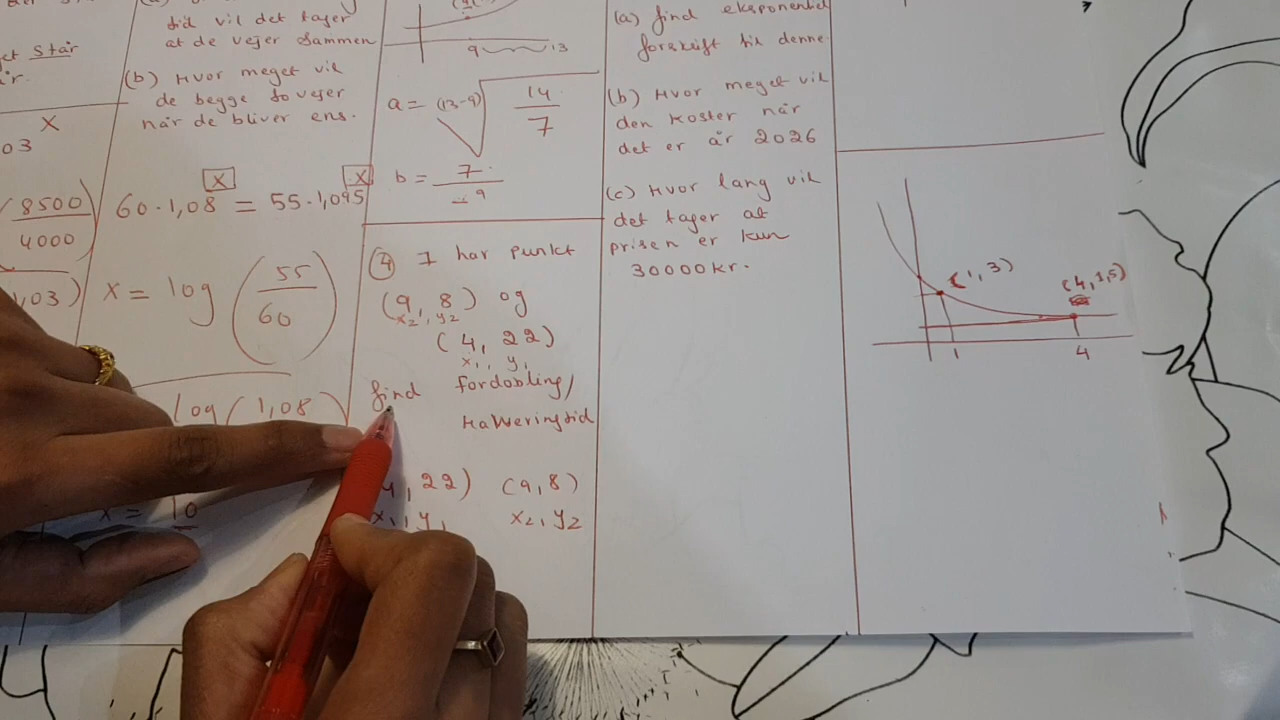 tid vil det tager
at de vejer sammen
(b) Hvor meget vil
de begge to vejer
når de bliver ens.
get står
år.
x
03
8500
4000
60 · 1,08^x = 55 · 1,095^x
x = log (55/60)
log (1,08
x = 10
9 13
a = (13-9)√(14/7)
b = 7/ 9
(4) I har punkt
(9, 8) og
x2, y2
(4, 22)
x1, y1
find fordobling/
Halveringstid
4, 22) (9, 8)
x1, y1 x2, y2
(a) find eksponentiel
forskrift til denne.
(b) Hvor meget vil
den koster når
det er år 2026
(c) Hvor lang vil
det tager at
prisen er kun
30000 kr.
(1, 3)
(4, 1,5)
1 4